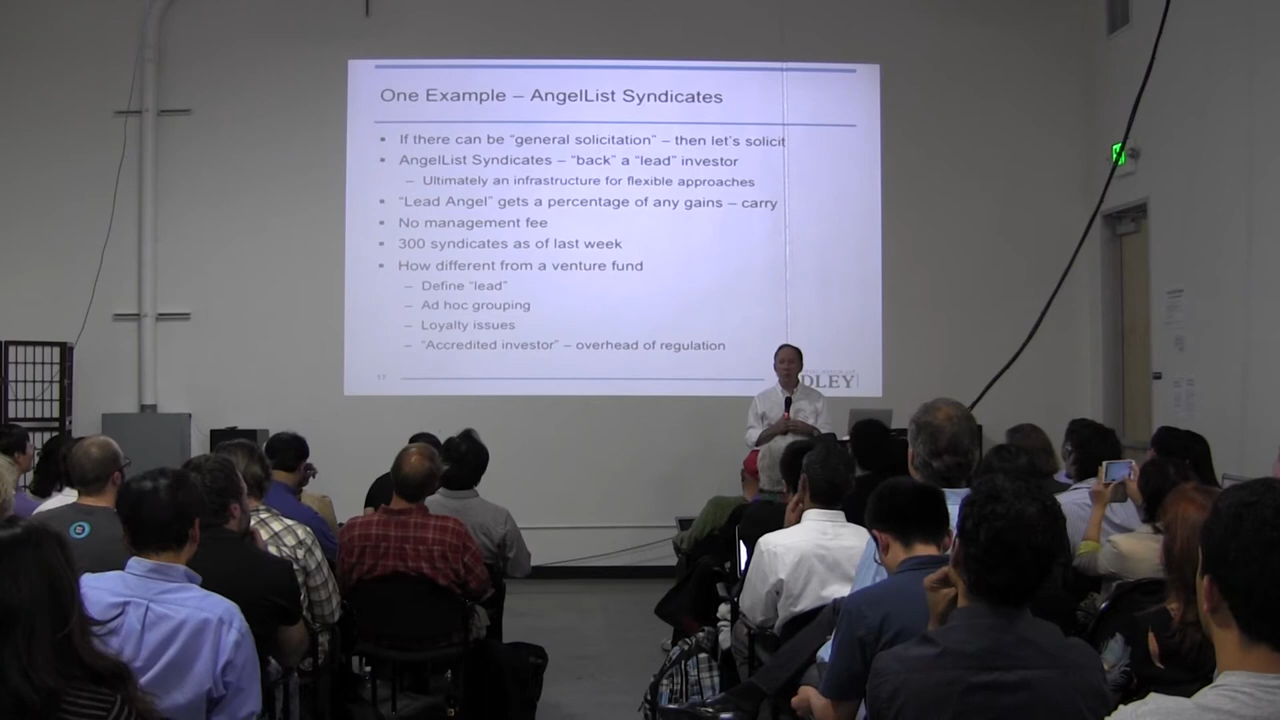 One Example – AngelList Syndicates
▪ If there can be “general solicitation” – then let’s solicit
▪ AngelList Syndicates – “back” a “lead” investor
– Ultimately an infrastructure for flexible approaches
▪ “Lead Angel” gets a percentage of any gains – carry
▪ No management fee
▪ 300 syndicates as of last week
▪ How different from a venture fund
– Define “lead”
– Ad hoc grouping
– Loyalty issues
– “Accredited investor” – overhead of regulation
17
DLEY